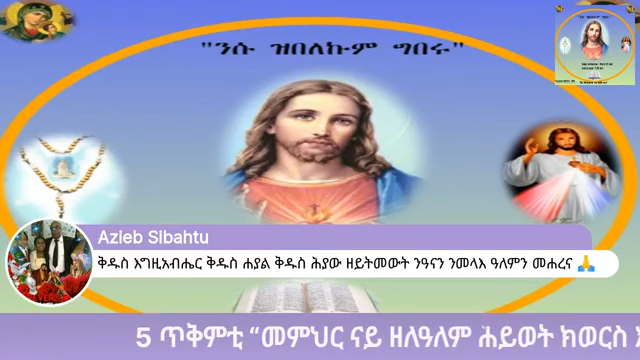 "ንሱ ዝበለኩም ግበሩ"
Azieb Sibahtu
ቅዱስ እግዚአብሔር ቅዱስ ሐያል ቅዱስ ሕያው ዘይትመውት ንዓናን ንመላእ ዓለምን መሐረና 🙏
5 ጥቅምቲ “መምህር ናይ ዘለዓለም ሕይወት ክወርስ